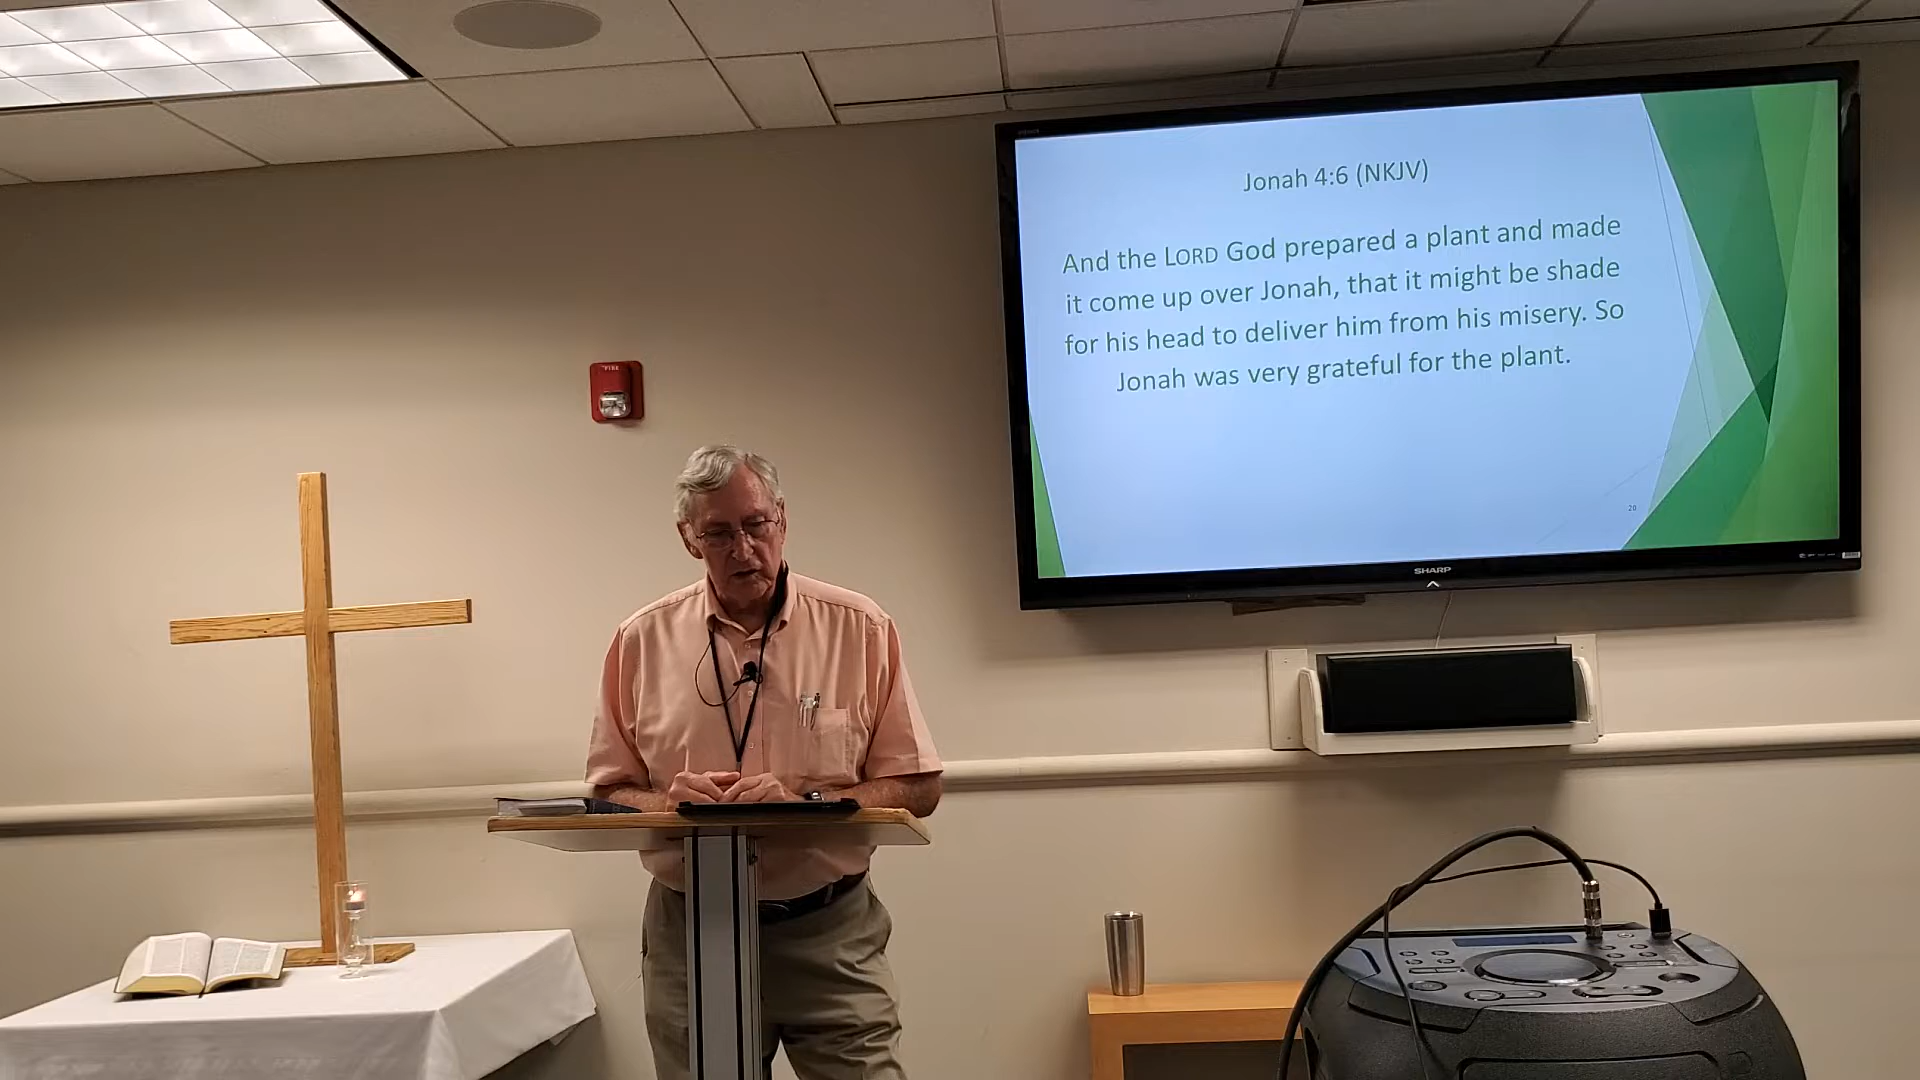 Jonah 4:6 (NKJV)
And the LORD God prepared a plant and made
it come up over Jonah, that it might be shade
for his head to deliver him from his misery. So
Jonah was very grateful for the plant.
20
SHARP
FIRE